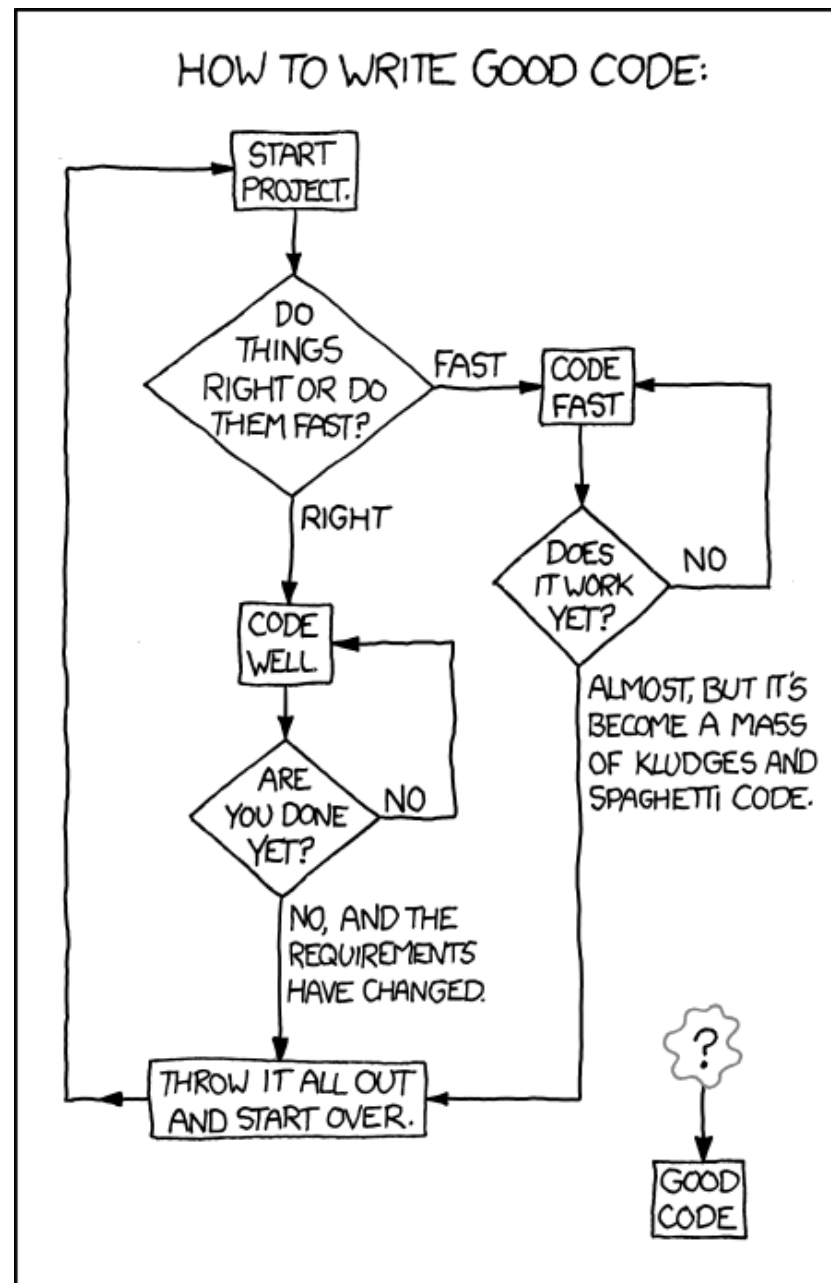 HOW TO WRITE GOOD CODE:
START
PROJECT.
DO
THINGS
RIGHT OR DO
THEM FAST?
FAST
CODE
FAST
RIGHT
DOES
IT WORK
YET?
NO
CODE
WELL.
ALMOST, BUT IT'S
BECOME A MASS
OF KLUDGES AND
SPAGHETTI CODE.
ARE
YOU DONE
YET?
NO
NO, AND THE
REQUIREMENTS
HAVE CHANGED.
THROW IT ALL OUT
AND START OVER.
?
GOOD
CODE